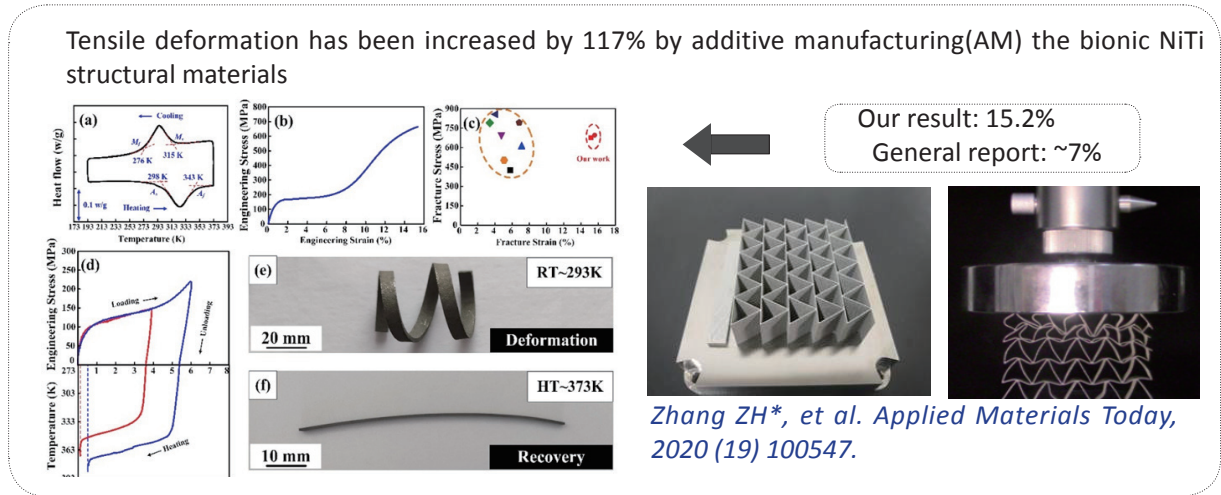 Tensile deformation has been increased by 117% by additive manufacturing(AM) the bionic NiTi
structural materials
Our result: 15.2%
General report: ~7%
(a)
Cooling
Mf
Ms
276 K
315 K
298 K
343 K
As
Af
0.1 w/g
Heating
Heat flow (w/g)
173 193 213 233 253 273 293 313 333 353 373 393
Temperature (K)
(b)
Engineering Stress (MPa)
800
700
600
500
400
300
200
100
0
0 2 4 6 8 10 12 14 16
Engineering Strain (%)
(c)
Fracture Stress (MPa)
900
750
600
450
300
150
0
Our work
0 2 4 6 8 10 12 14 16 18
Fracture Strain (%)
(d)
Engineering Stress (MPa)
300
250
200
150
100
50
0
Loading
Unloading
1 2 3 4 5 6 7 8
Temperature (K)
273
303
333
363
Heating
(e)
RT~293K
20 mm
Deformation
(f)
HT~373K
10 mm
Recovery
Zhang ZH*, et al. Applied Materials Today,
2020 (19) 100547.